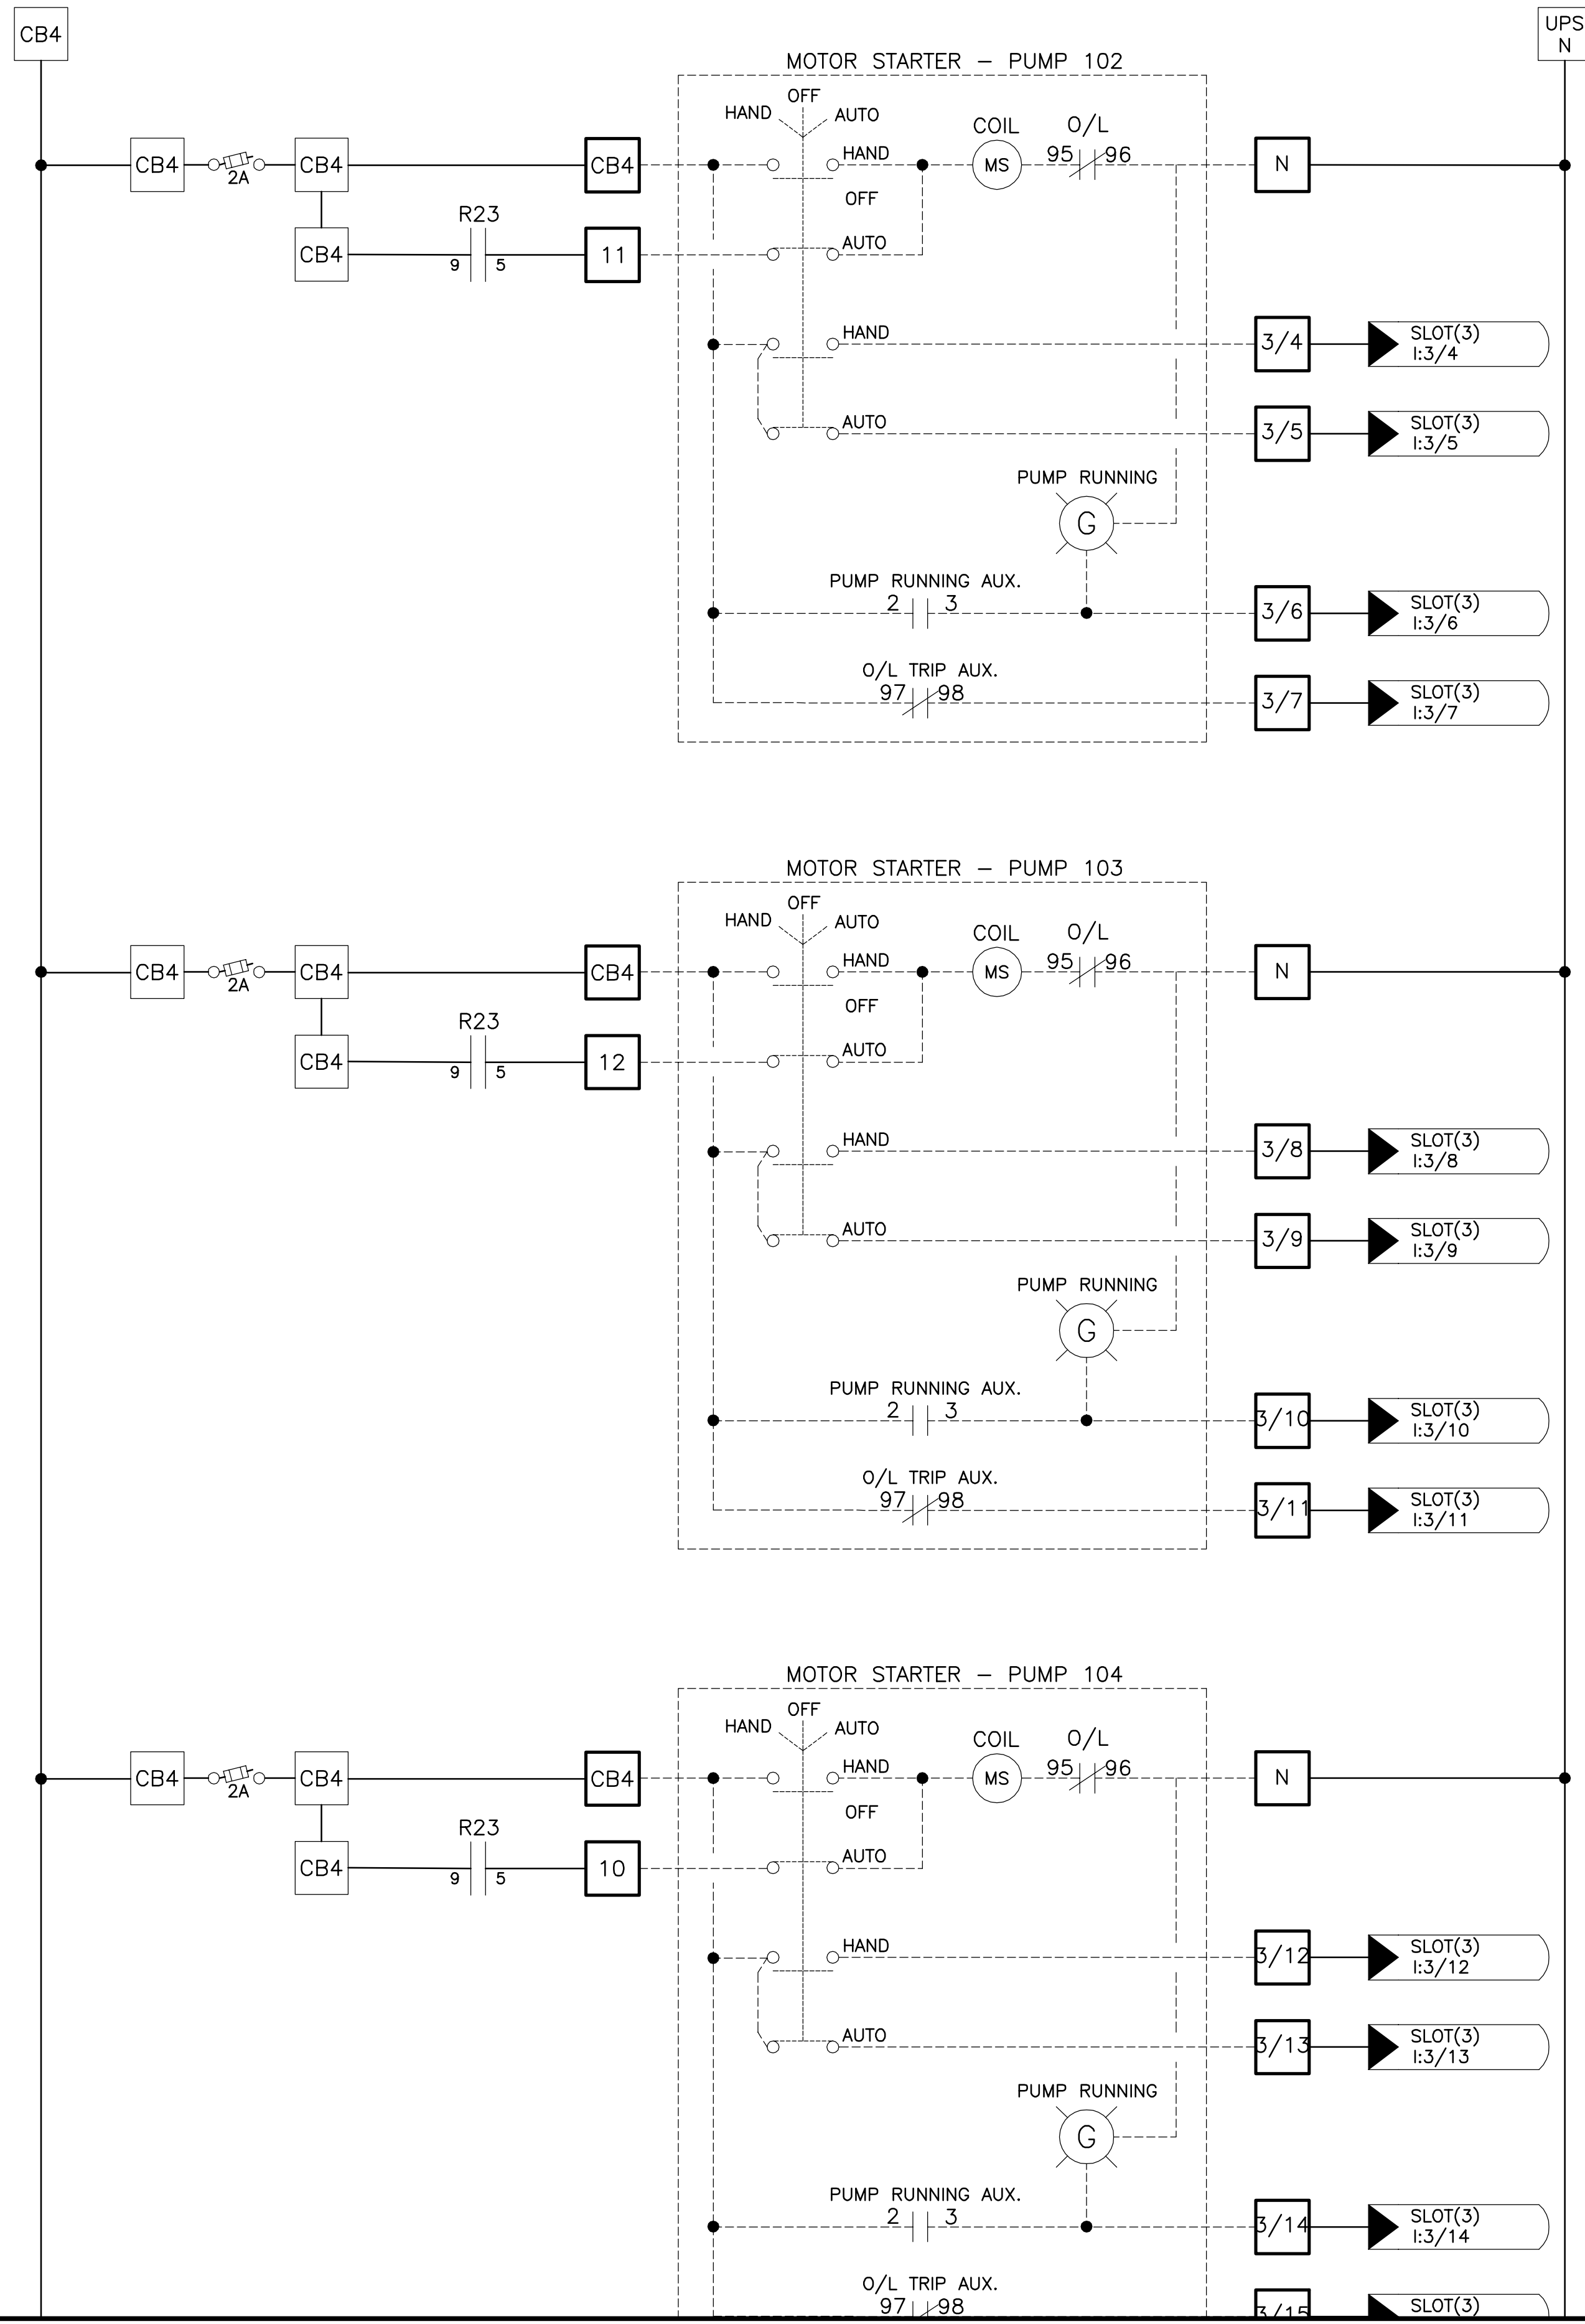 CB4
UPS
N
MOTOR STARTER – PUMP 102
OFF
HAND AUTO
COIL O/L
CB4 2A CB4 CB4 HAND MS 95 96 N
OFF
R23
CB4 9 5 11 AUTO
HAND 3/4 SLOT(3)
I:3/4
AUTO 3/5 SLOT(3)
I:3/5
PUMP RUNNING
G
PUMP RUNNING AUX.
2 3 3/6 SLOT(3)
I:3/6
O/L TRIP AUX.
97 98 3/7 SLOT(3)
I:3/7
MOTOR STARTER – PUMP 103
OFF
HAND AUTO
COIL O/L
CB4 2A CB4 CB4 HAND MS 95 96 N
OFF
R23
CB4 9 5 12 AUTO
HAND 3/8 SLOT(3)
I:3/8
AUTO 3/9 SLOT(3)
I:3/9
PUMP RUNNING
G
PUMP RUNNING AUX.
2 3 3/10 SLOT(3)
I:3/10
O/L TRIP AUX.
97 98 3/11 SLOT(3)
I:3/11
MOTOR STARTER – PUMP 104
OFF
HAND AUTO
COIL O/L
CB4 2A CB4 CB4 HAND MS 95 96 N
OFF
R23
CB4 9 5 10 AUTO
HAND 3/12 SLOT(3)
I:3/12
AUTO 3/13 SLOT(3)
I:3/13
PUMP RUNNING
G
PUMP RUNNING AUX.
2 3 3/14 SLOT(3)
I:3/14
O/L TRIP AUX.
97 98 3/15 SLOT(3)